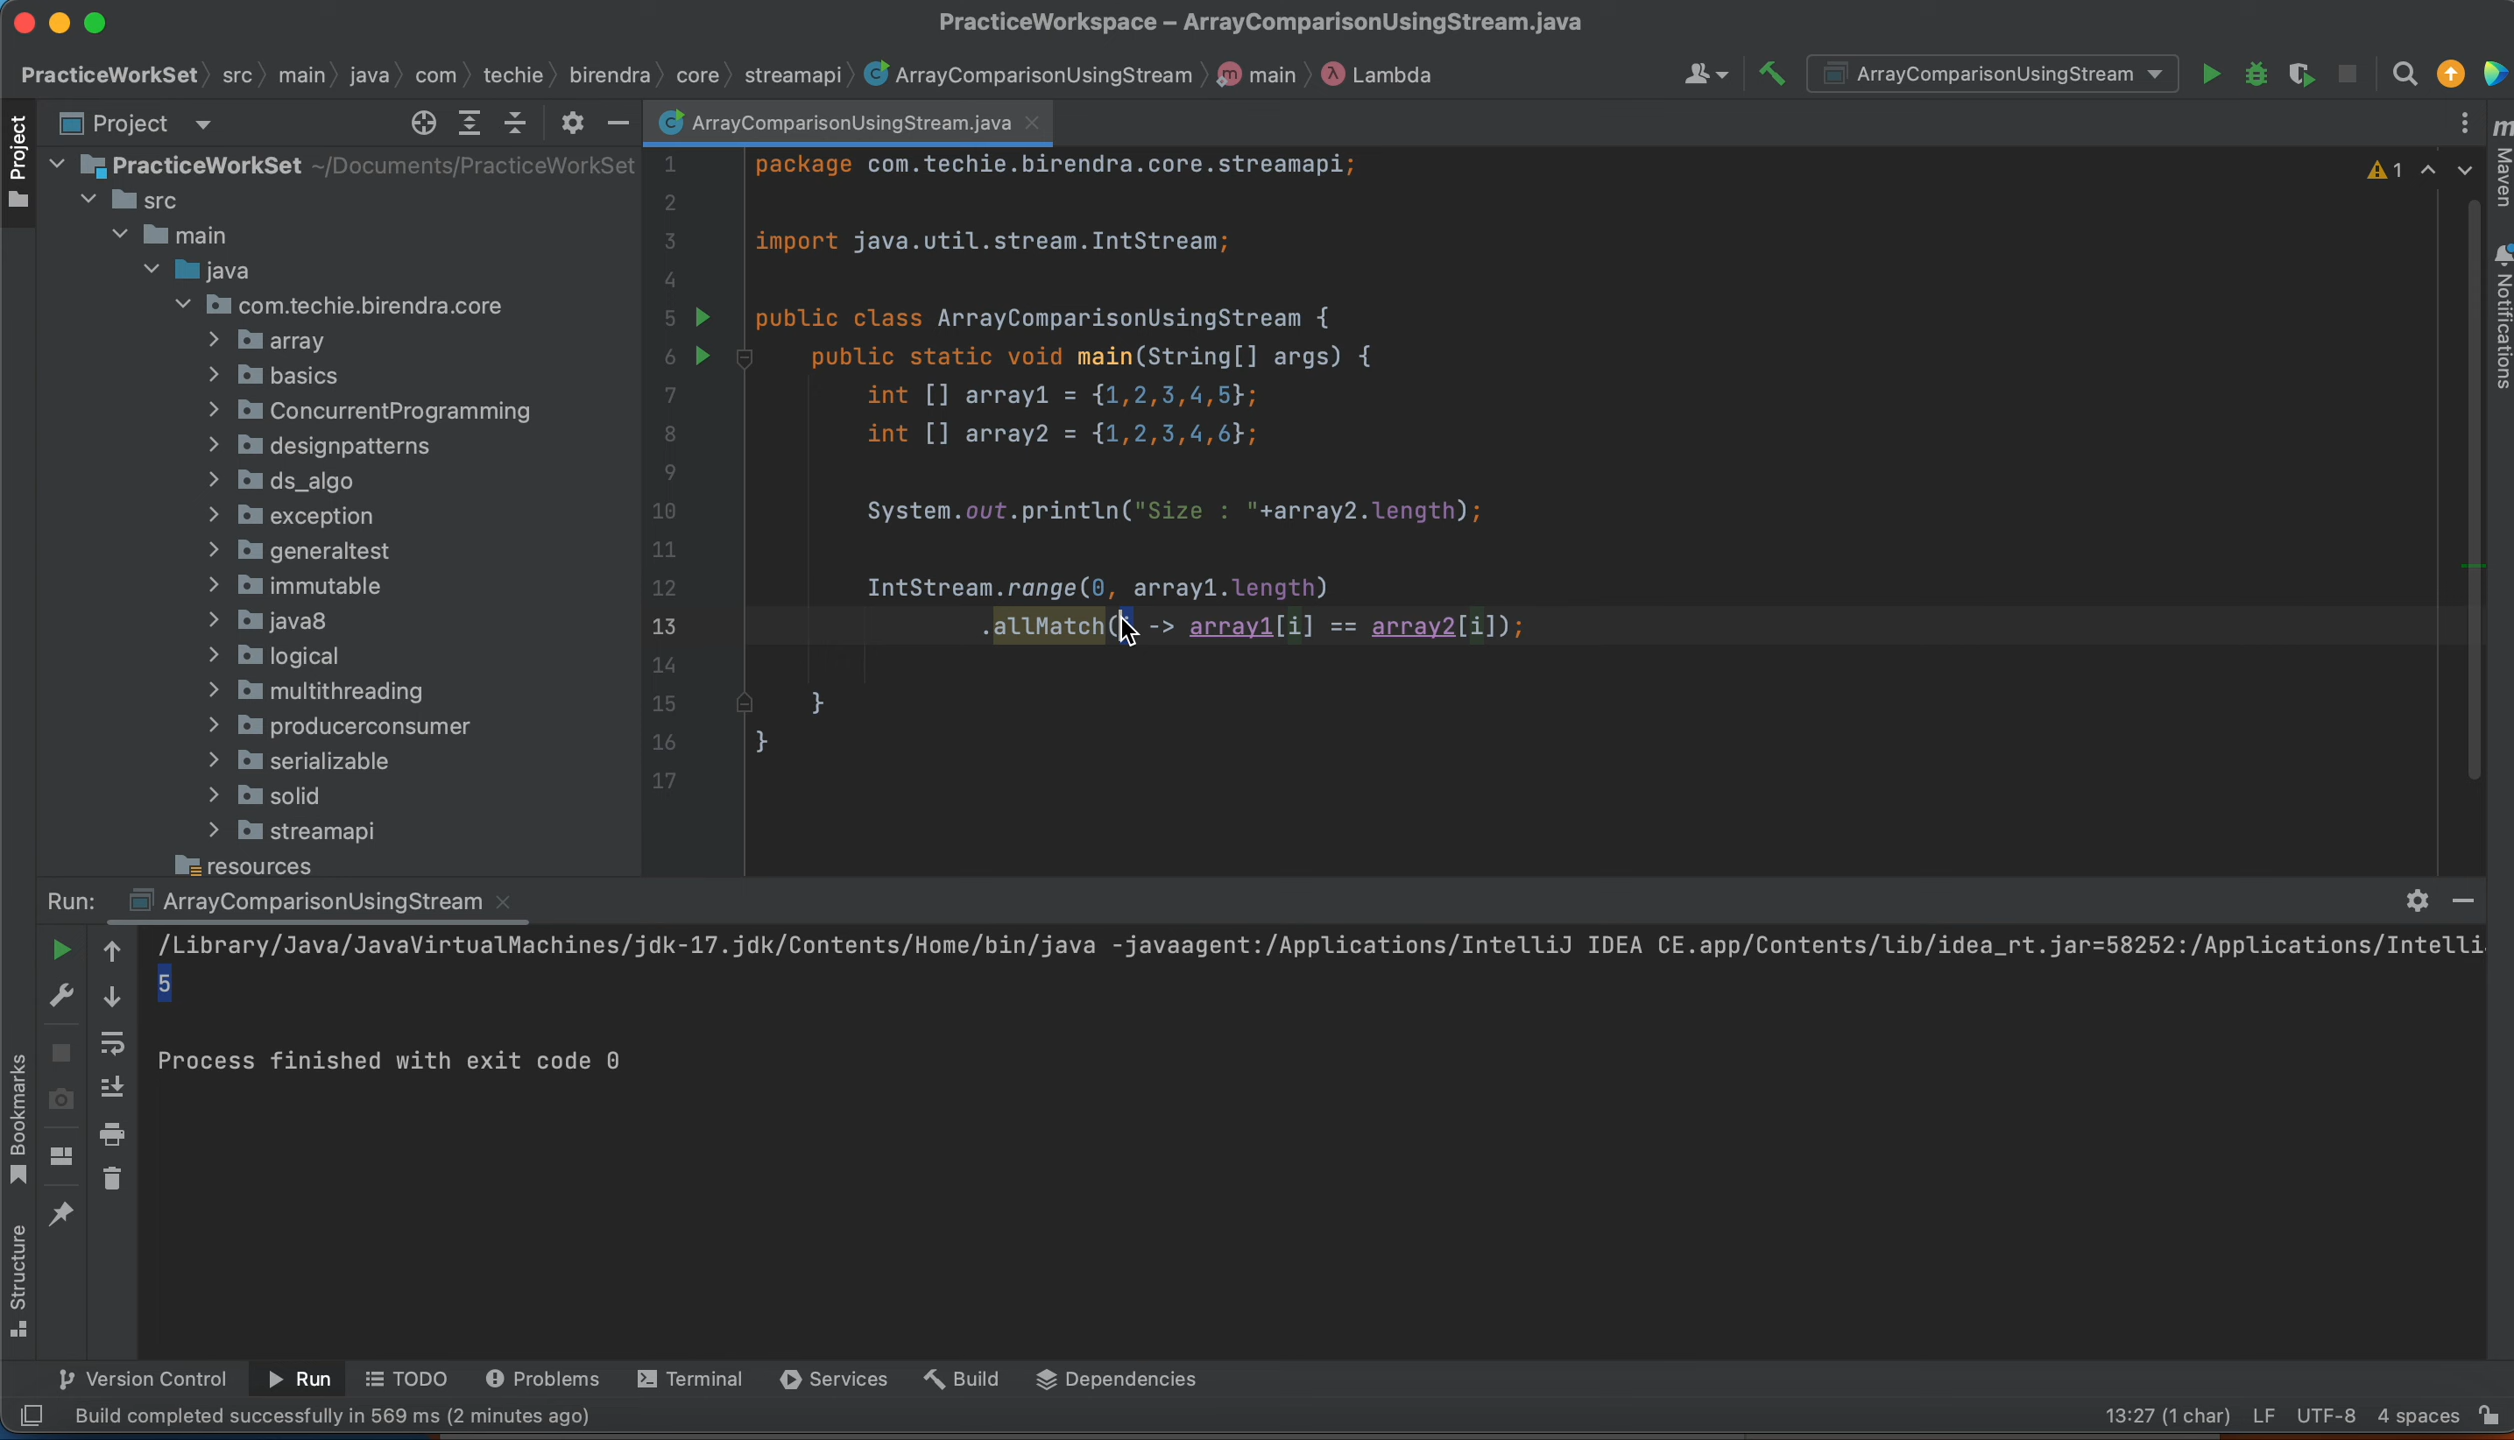 PracticeWorkspace – ArrayComparisonUsingStream.java
PracticeWorkSet src main java com techie birendra core streamapi ArrayComparisonUsingStream main Lambda
ArrayComparisonUsingStream
Project
Project
ArrayComparisonUsingStream.java
PracticeWorkSet ~/Documents/PracticeWorkSet
src
main
java
com.techie.birendra.core
array
basics
ConcurrentProgramming
designpatterns
ds_algo
exception
generaltest
immutable
java8
logical
multithreading
producerconsumer
serializable
solid
streamapi
resources
1 package com.techie.birendra.core.streamapi;
2
3 import java.util.stream.IntStream;
4
5 public class ArrayComparisonUsingStream {
6 public static void main(String[] args) {
7 int [] array1 = {1,2,3,4,5};
8 int [] array2 = {1,2,3,4,6};
9
10 System.out.println("Size : "+array2.length);
11
12 IntStream.range(0, array1.length)
13 .allMatch(i -> array1[i] == array2[i]);
14
15 }
16 }
17
1
Maven
Notifications
Run: ArrayComparisonUsingStream
/Library/Java/JavaVirtualMachines/jdk-17.jdk/Contents/Home/bin/java -javaagent:/Applications/IntelliJ IDEA CE.app/Contents/lib/idea_rt.jar=58252:/Applications/Intelli
5
Process finished with exit code 0
Bookmarks
Structure
Version Control Run TODO Problems Terminal Services Build Dependencies
Build completed successfully in 569 ms (2 minutes ago)
13:27 (1 char) LF UTF-8 4 spaces